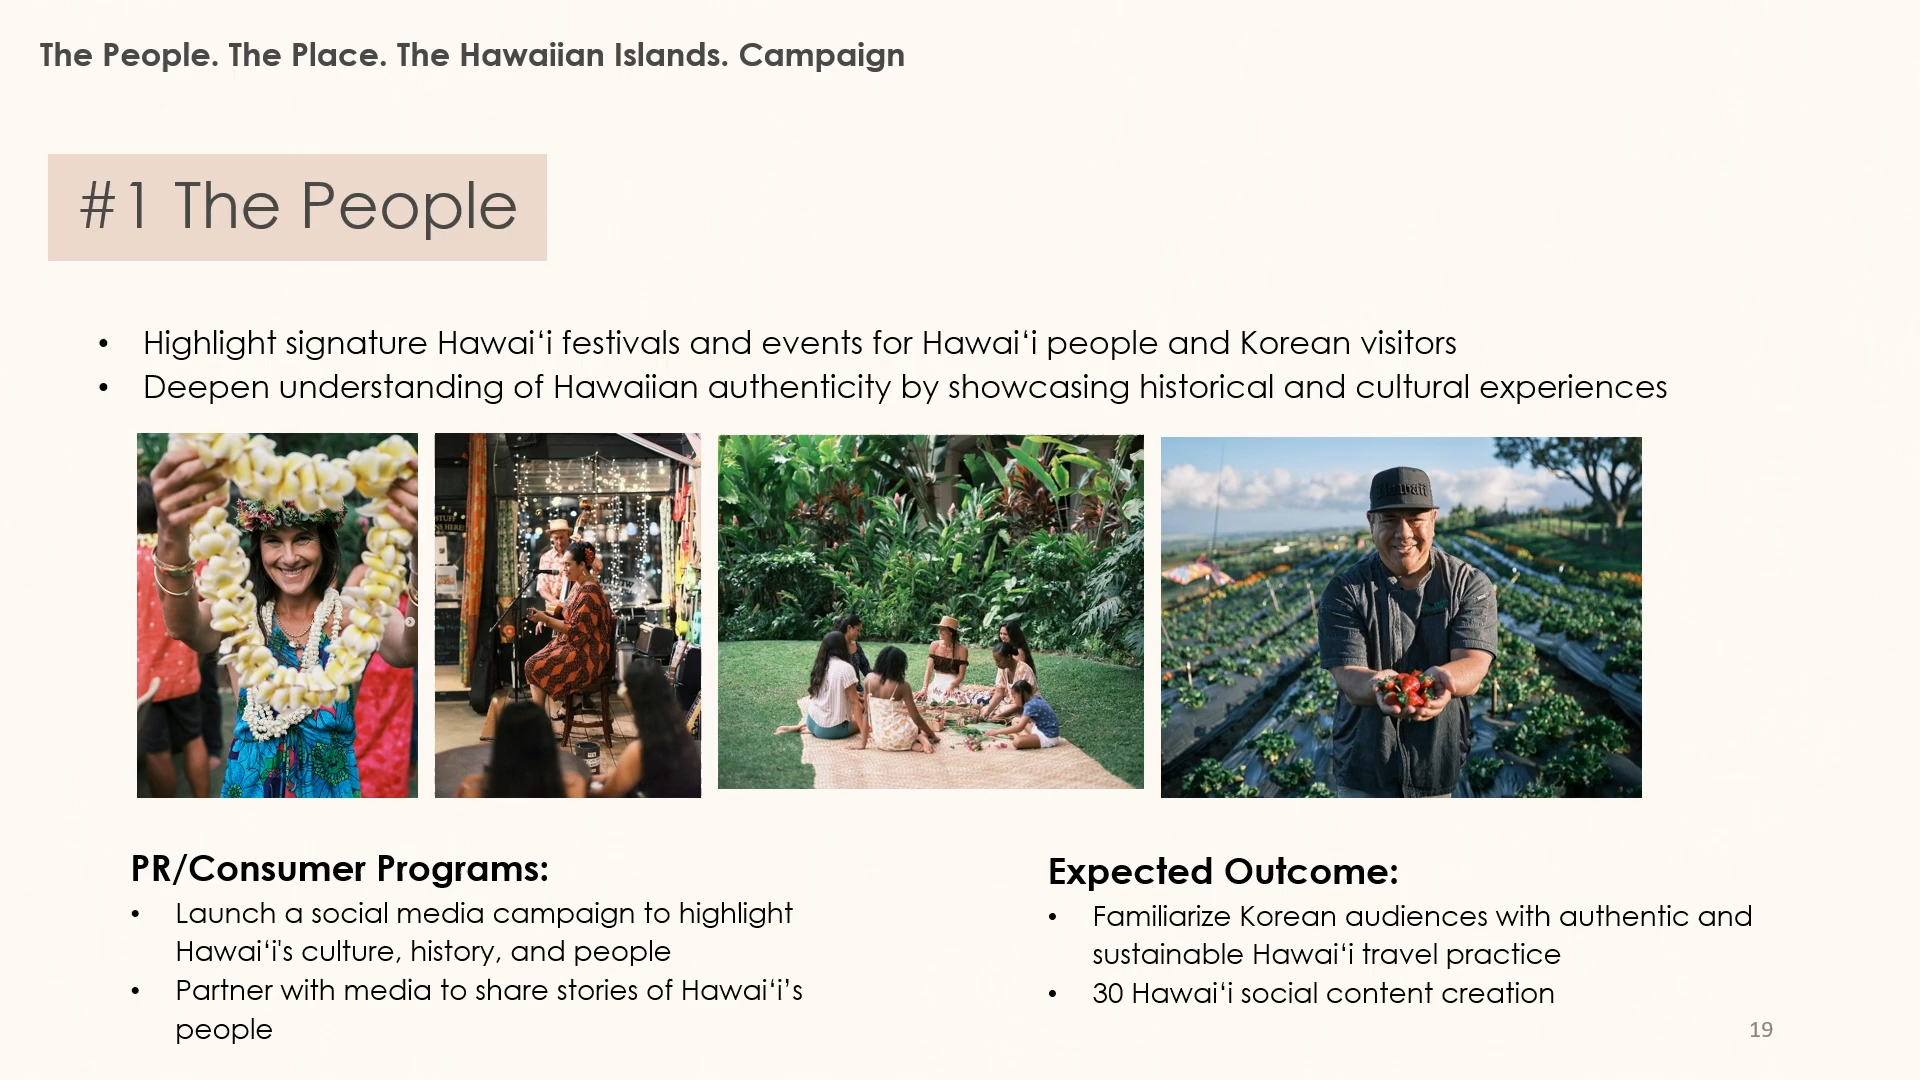 The People. The Place. The Hawaiian Islands. Campaign
#1 The People
• Highlight signature Hawai‘i festivals and events for Hawai‘i people and Korean visitors
• Deepen understanding of Hawaiian authenticity by showcasing historical and cultural experiences
STUFF
Hawaii
PR/Consumer Programs:
• Launch a social media campaign to highlight
Hawai‘i's culture, history, and people
• Partner with media to share stories of Hawai‘i’s
people
Expected Outcome:
• Familiarize Korean audiences with authentic and
sustainable Hawai‘i travel practice
• 30 Hawai‘i social content creation
19